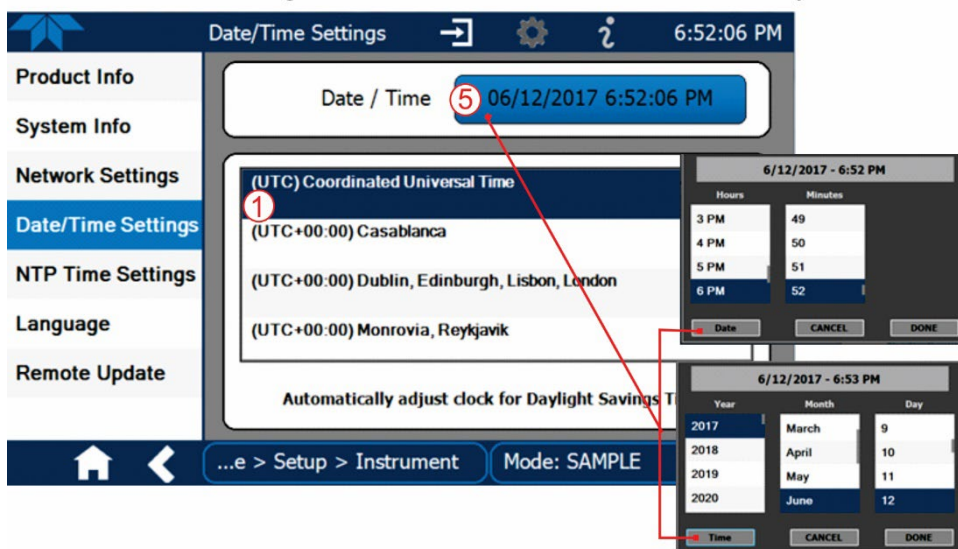 Date/Time Settings
6:52:06 PM
Product Info
System Info
Network Settings
Date/Time Settings
NTP Time Settings
Language
Remote Update
Date / Time
5
06/12/2017 6:52:06 PM
(UTC) Coordinated Universal Time
1
(UTC+00:00) Casablanca
(UTC+00:00) Dublin, Edinburgh, Lisbon, London
(UTC+00:00) Monrovia, Reykjavik
Automatically adjust clock for Daylight Savings
...e > Setup > Instrument
Mode: SAMPLE
6/12/2017 - 6:52 PM
Hours Minutes
3 PM 49
4 PM 50
5 PM 51
6 PM 52
Date CANCEL DONE
6/12/2017 - 6:53 PM
Year Month Day
2017 March 9
2018 April 10
2019 May 11
2020 June 12
Time CANCEL DONE